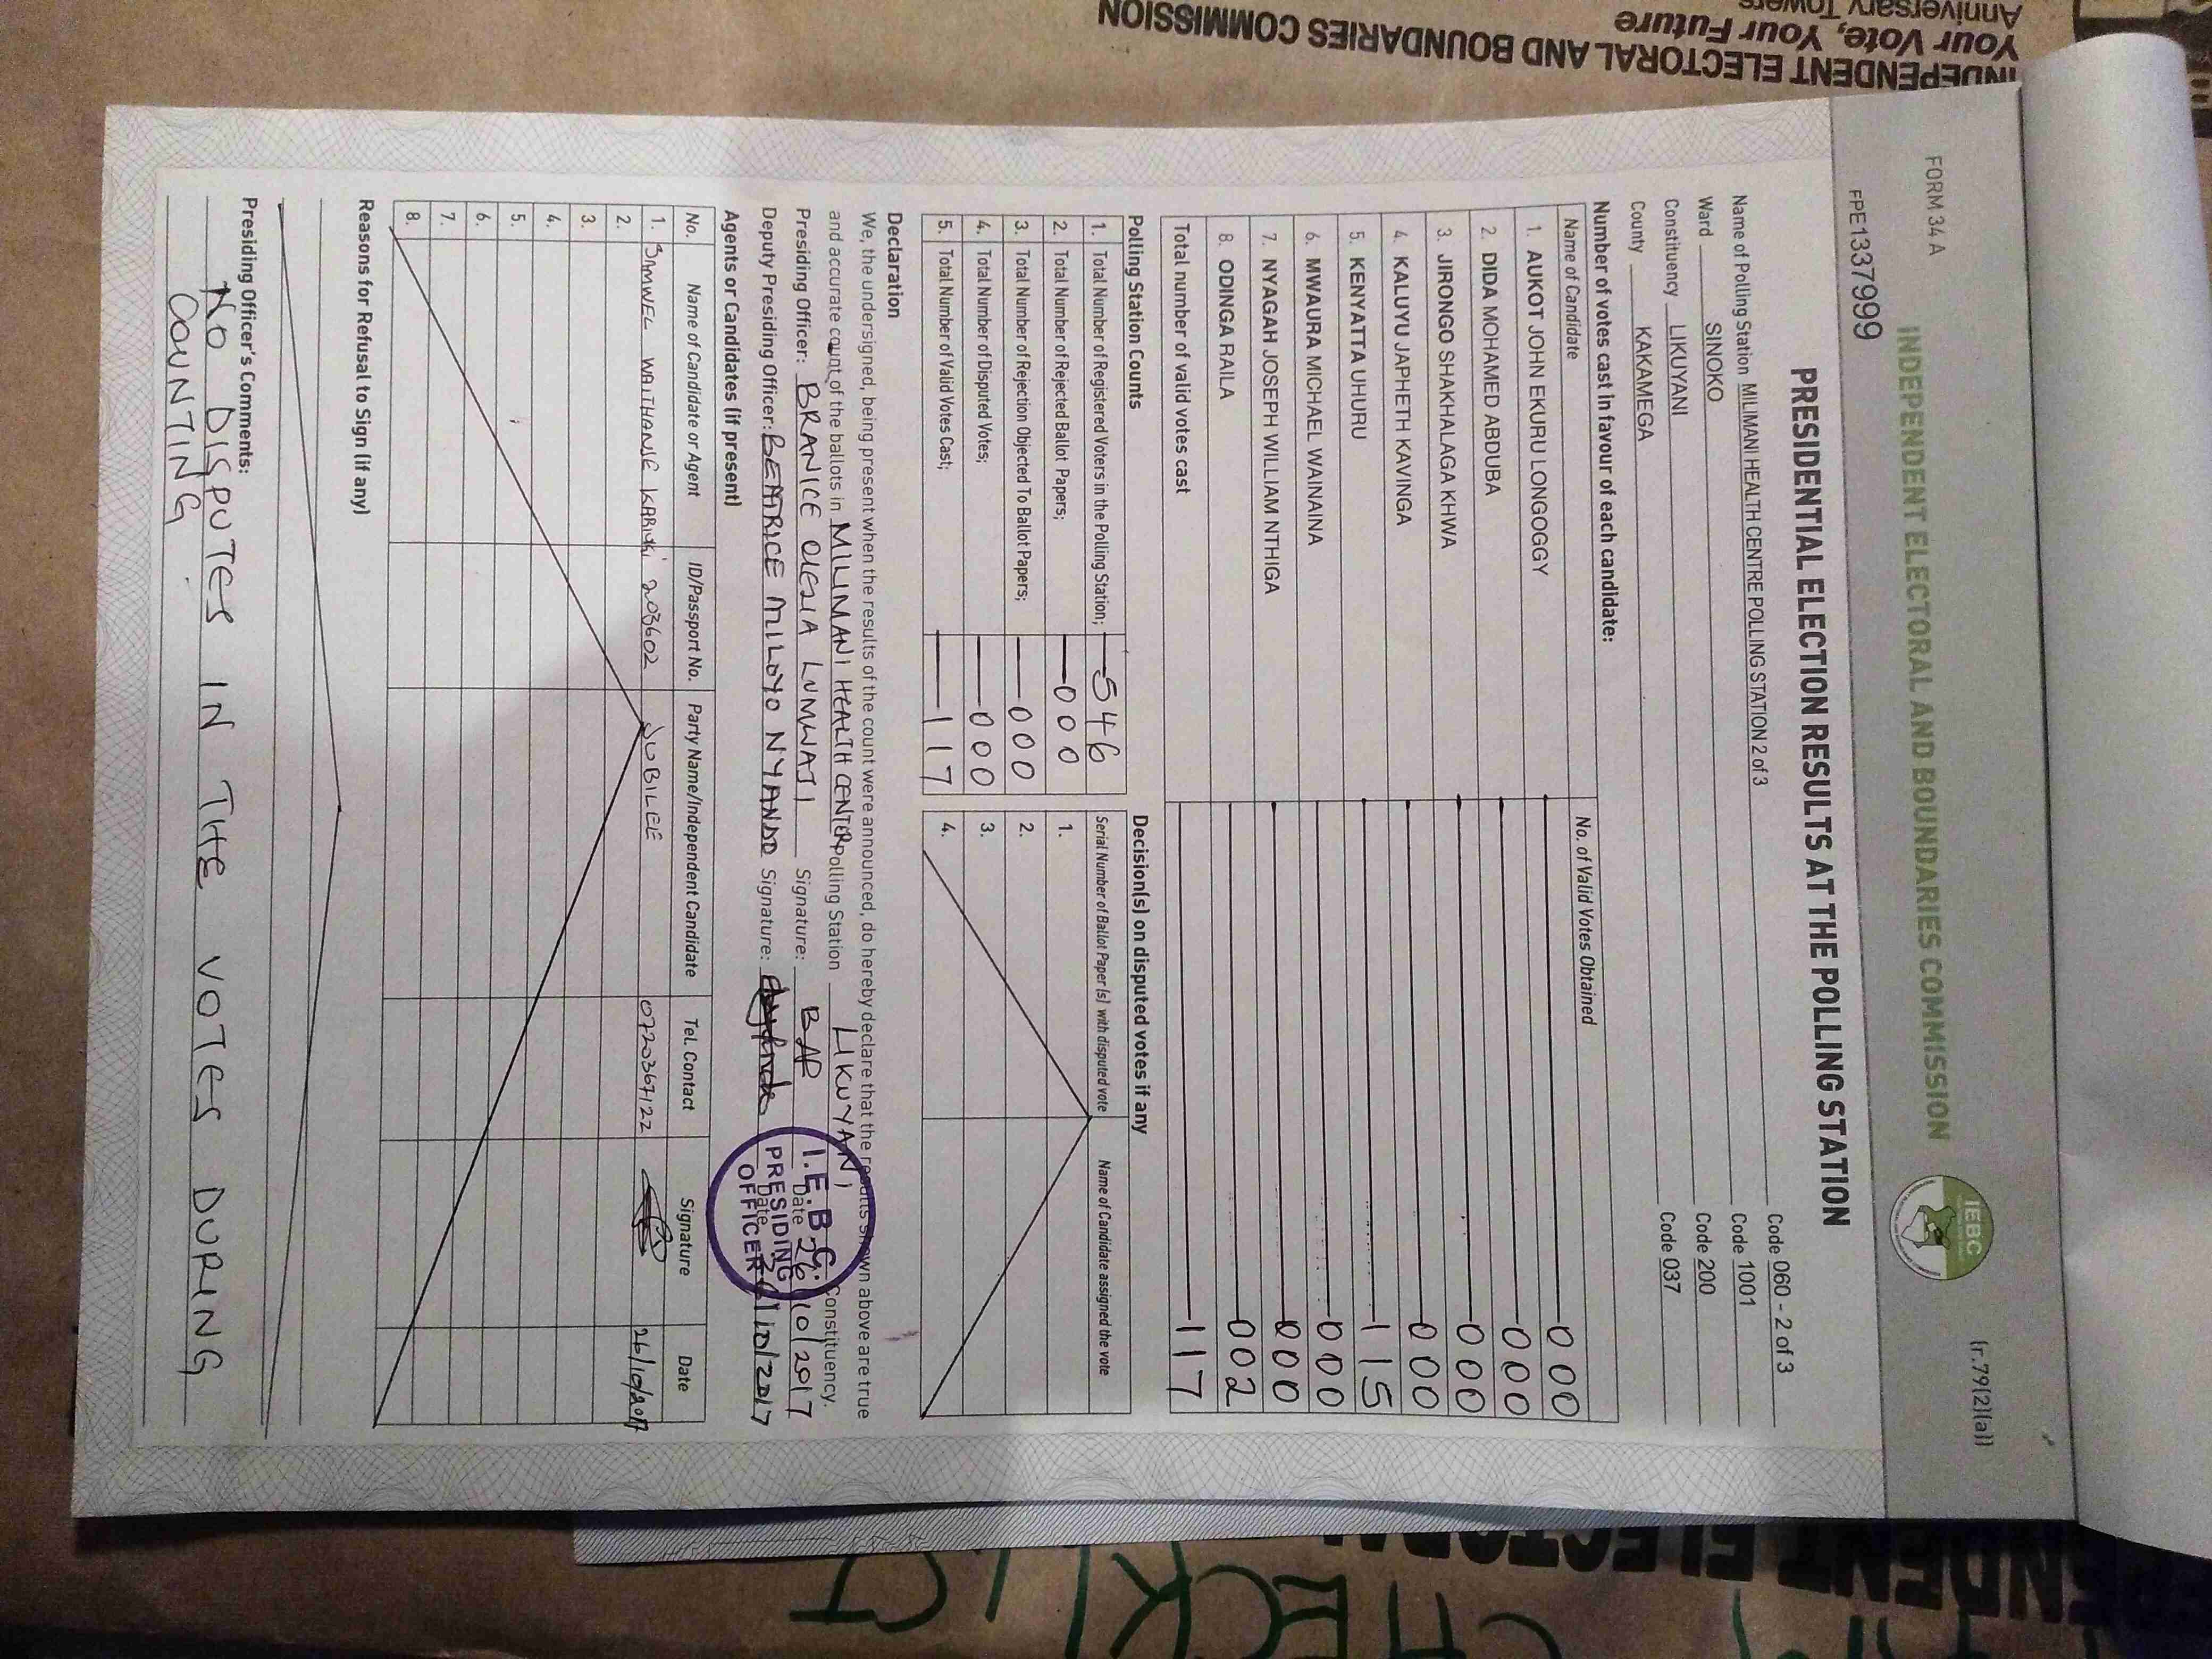 INDEPENDENT ELECTORAL AND BOUNDARIES COMMISSION
Your Vote, Your Future
Anniversary Towers
FORM 34 A
(r.79(2)(a))
INDEPENDENT ELECTORAL AND BOUNDARIES COMMISSION
IEBC
FPE1337999
PRESIDENTIAL ELECTION RESULTS AT THE POLLING STATION
Name of Polling Station MILIMANI HEALTH CENTRE POLLING STATION 2 of 3 Code 060 - 2 of 3
Ward SINOKO Code 1001
Constituency LIKUYANI Code 200
County KAKAMEGA Code 037
Number of votes cast in favour of each candidate:
Name of Candidate No. of Valid Votes Obtained
1. AUKOT JOHN EKURU LONGOGGY 000
2. DIDA MOHAMED ABDUBA 000
3. JIRONGO SHAKHALAGA KHWA 000
4. KALUYU JAPHETH KAVINGA 000
5. KENYATTA UHURU 115
6. MWAURA MICHAEL WAINAINA 000
7. NYAGAH JOSEPH WILLIAM NTHIGA 000
8. ODINGA RAILA 002
Total number of valid votes cast 117
Polling Station Counts
1. Total Number of Registered Voters in the Polling Station; 546
2. Total Number of Rejected Ballot Papers; 000
3. Total Number of Rejection Objected To Ballot Papers; 000
4. Total Number of Disputed Votes; 000
5. Total Number of Valid Votes Cast; 117
Decision(s) on disputed votes if any
Serial Number of Ballot Paper(s) with disputed vote Name of Candidate assigned the vote
1.
2.
3.
4.
Declaration
We, the undersigned, being present when the results of the count were announced, do hereby declare that the results shown above are true
and accurate count of the ballots in MILIMANI HEALTH CENTER Polling Station LIKUYANI Constituency.
Presiding Officer: BRANICE LUMWAJI Signature: Date 26/10/2017
Deputy Presiding Officer: BEATRICE MILOYO NYANDO Signature: Date /10/2017
I.E.B.C.
PRESIDING
OFFICER
Agents or Candidates (if present)
No. Name of Candidate or Agent ID/Passport No. Party Name/Independent Candidate Tel. Contact Signature Date
1. KARIUKI 203602 JUBILEE 0720367122 26/10/2017
2.
3.
4.
5.
6.
7.
8.
Reasons for Refusal to Sign (if any)
Presiding Officer's Comments:
NO DISPUTES IN THE VOTES DURING
COUNTING